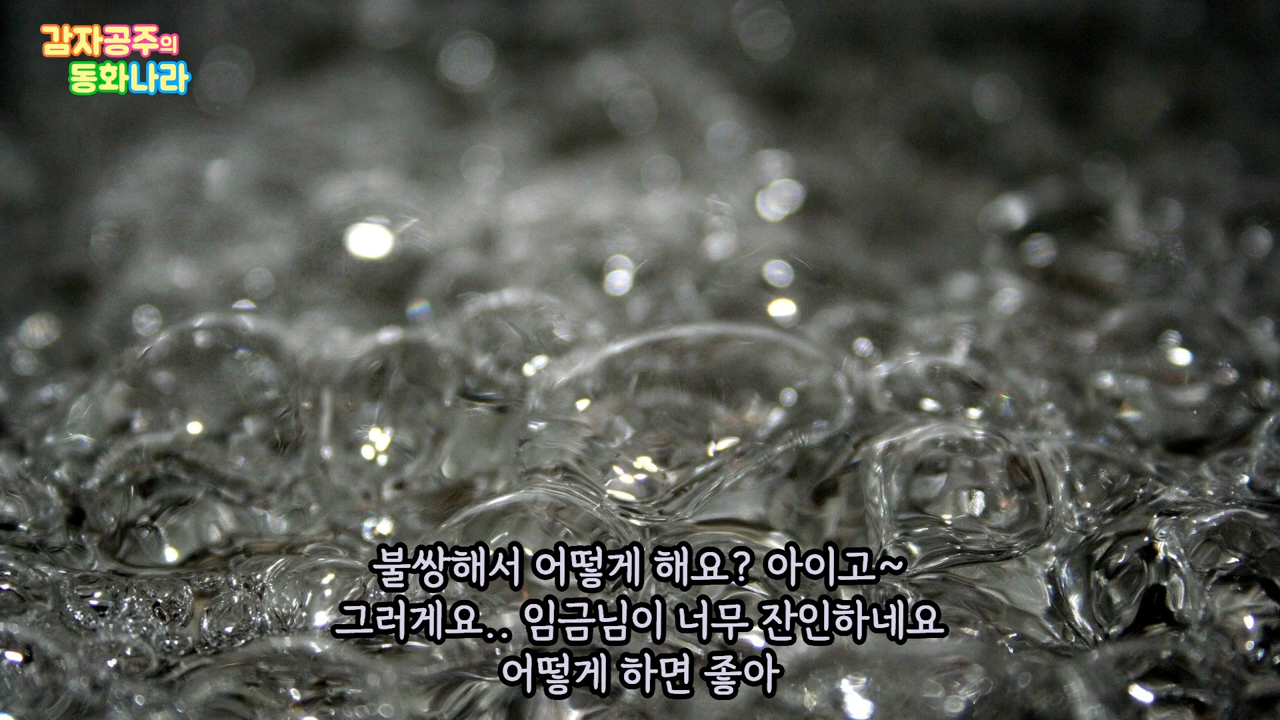 감자공주의
동화나라
불쌍해서 어떻게 해요? 아이고~
그러게요.. 임금님이 너무 잔인하네요
어떻게 하면 좋아